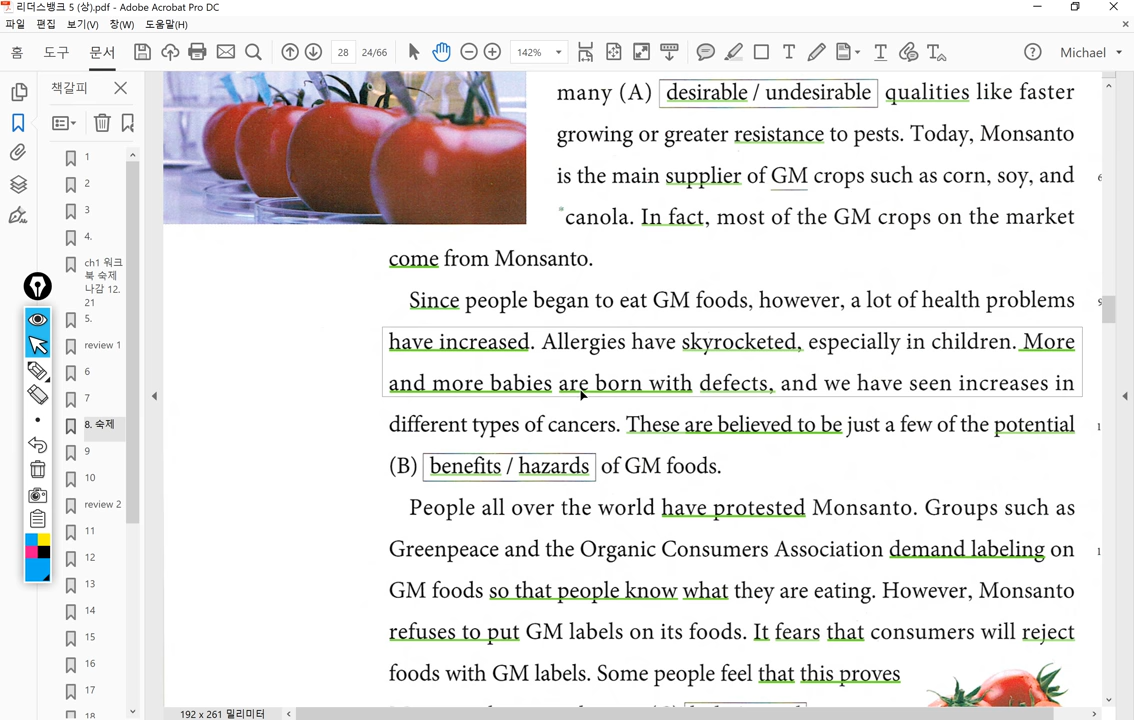 리더스뱅크 5 (상).pdf - Adobe Acrobat Pro DC
파일 편집 보기(V) 창(W) 도움말(H)
홈 도구 문서 28 24/66 142% Michael
책갈피
1
2
3
4.
ch1 워크
북 숙제
나감 12.
21
5.
review 1
6
7
8. 숙제
9
10
review 2
11
12
13
14
15
16
17
18
many (A) desirable / undesirable qualities like faster
growing or greater resistance to pests. Today, Monsanto
is the main supplier of GM crops such as corn, soy, and
canola. In fact, most of the GM crops on the market
come from Monsanto.
Since people began to eat GM foods, however, a lot of health problems
have increased. Allergies have skyrocketed, especially in children. More
and more babies are born with defects, and we have seen increases in
different types of cancers. These are believed to be just a few of the potential
(B) benefits / hazards of GM foods.
People all over the world have protested Monsanto. Groups such as
Greenpeace and the Organic Consumers Association demand labeling on
GM foods so that people know what they are eating. However, Monsanto
refuses to put GM labels on its foods. It fears that consumers will reject
foods with GM labels. Some people feel that this proves
192 x 261 밀리미터